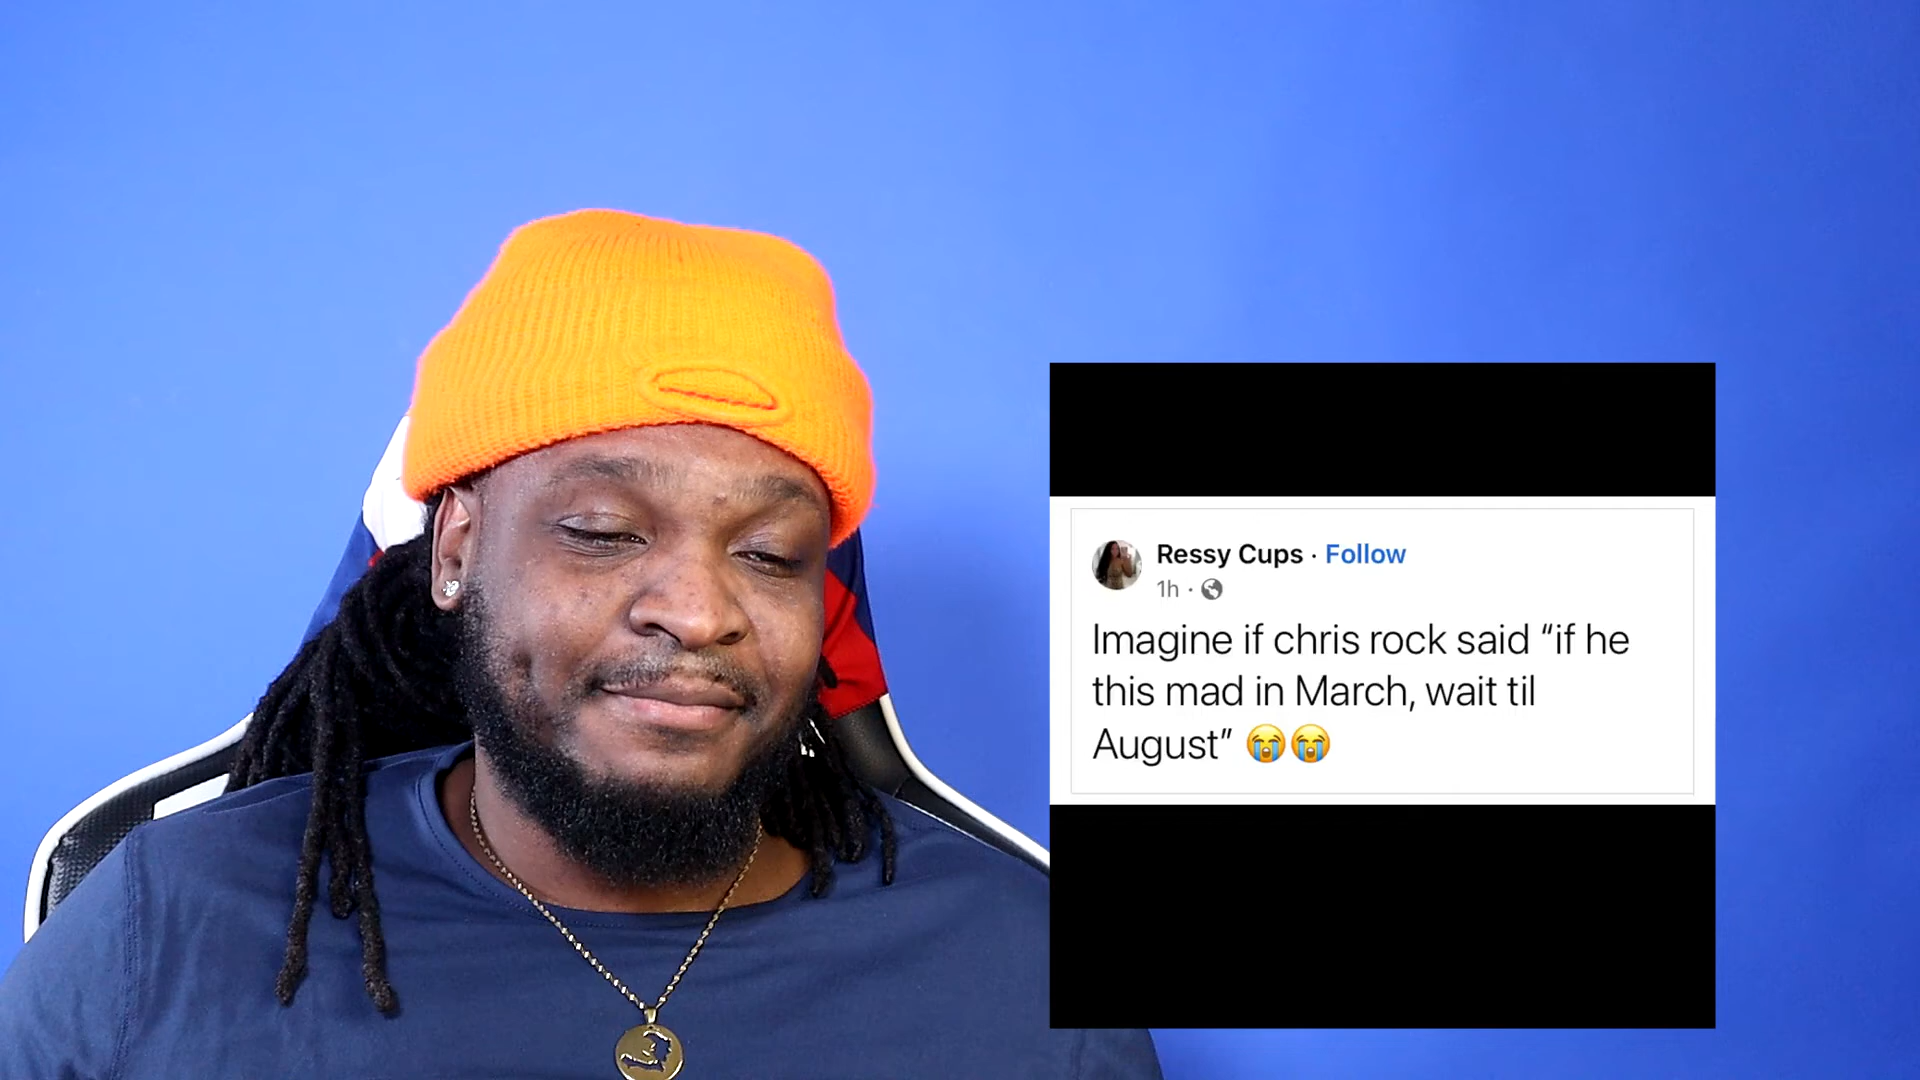 Ressy Cups · Follow
1h ·
Imagine if chris rock said “if he
this mad in March, wait til
August” 😭😭